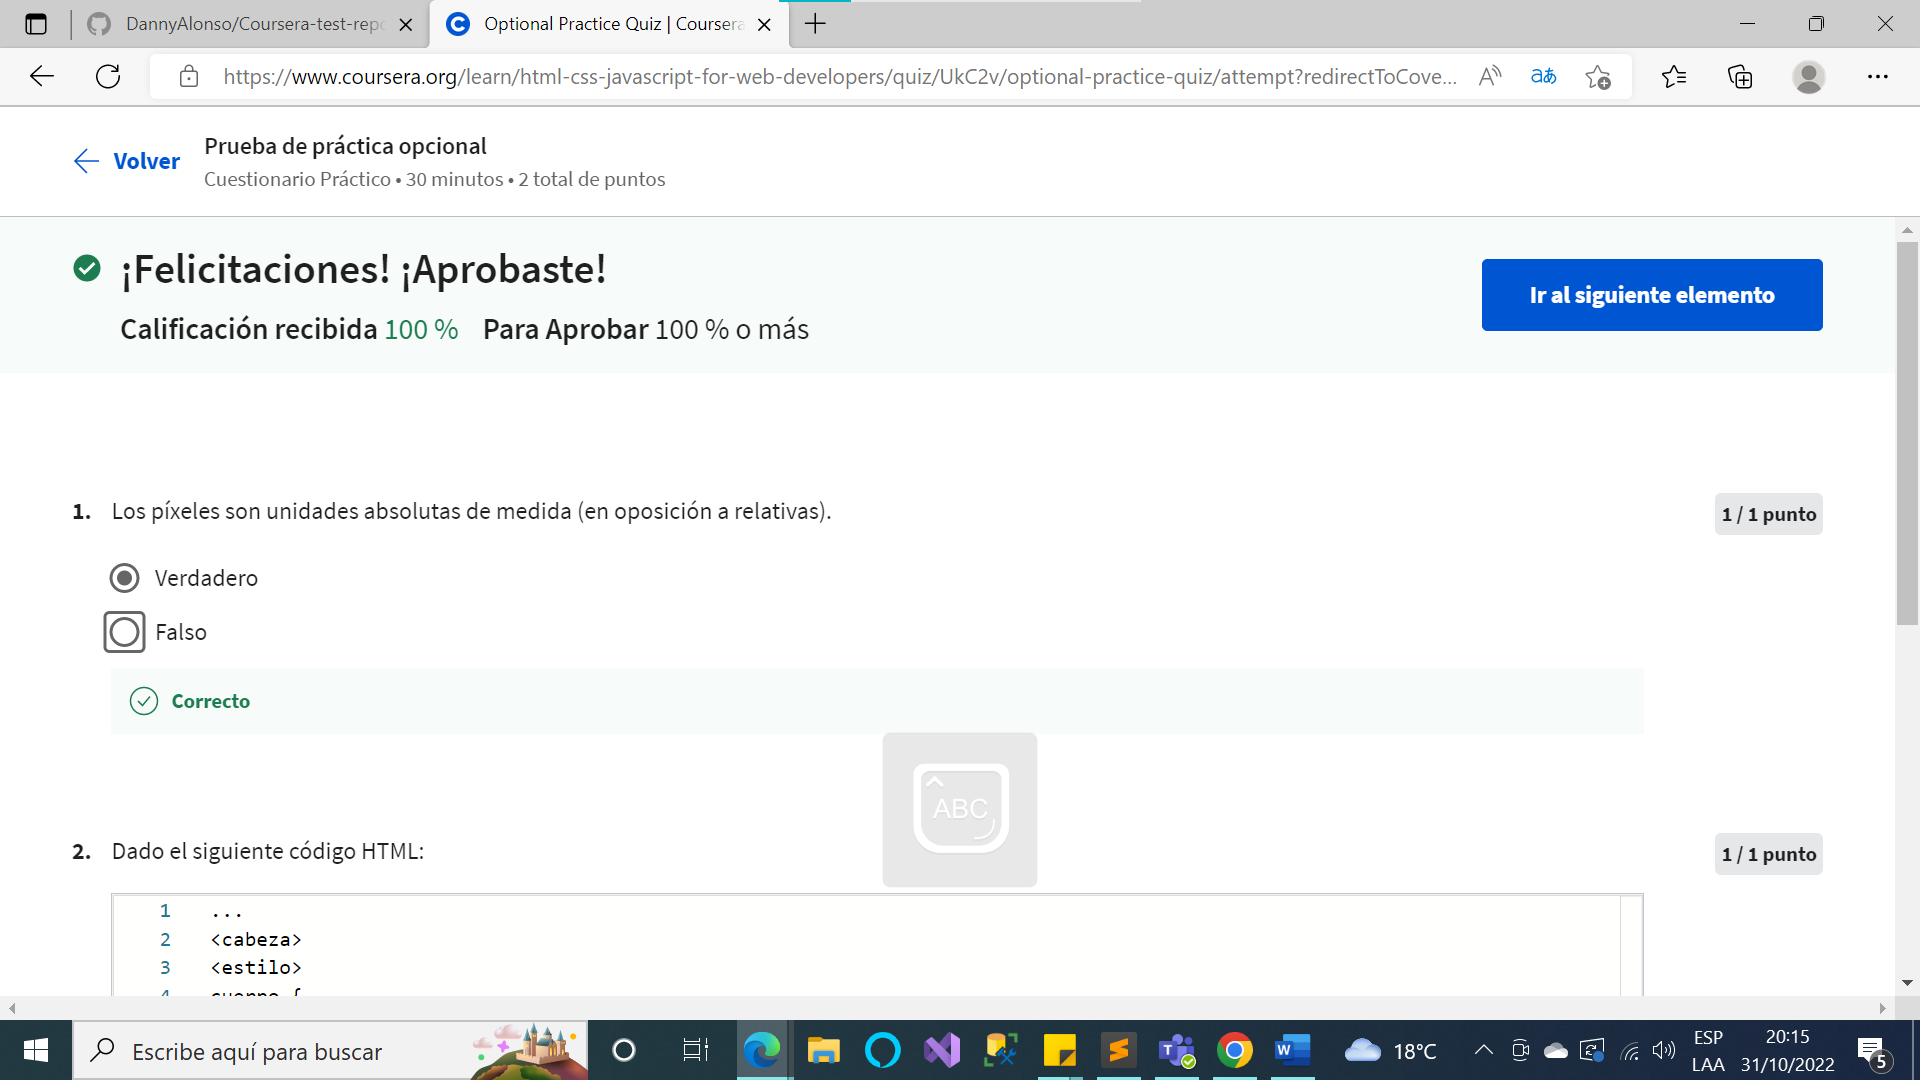 DannyAlonso/Coursera-test-repo
Optional Practice Quiz | Coursera
https://www.coursera.org/learn/html-css-javascript-for-web-developers/quiz/UkC2v/optional-practice-quiz/attempt?redirectToCove...
Volver
Prueba de práctica opcional
Cuestionario Práctico • 30 minutos • 2 total de puntos
¡Felicitaciones! ¡Aprobaste!
Calificación recibida 100 % Para Aprobar 100 % o más
Ir al siguiente elemento
1. Los píxeles son unidades absolutas de medida (en oposición a relativas).
1 / 1 punto
Verdadero
Falso
Correcto
ABC
2. Dado el siguiente código HTML:
1 / 1 punto
1 ...
2 <cabeza>
3 <estilo>
4 cuerpo {
Escribe aquí para buscar
18°C
ESP
LAA
20:15
31/10/2022
5